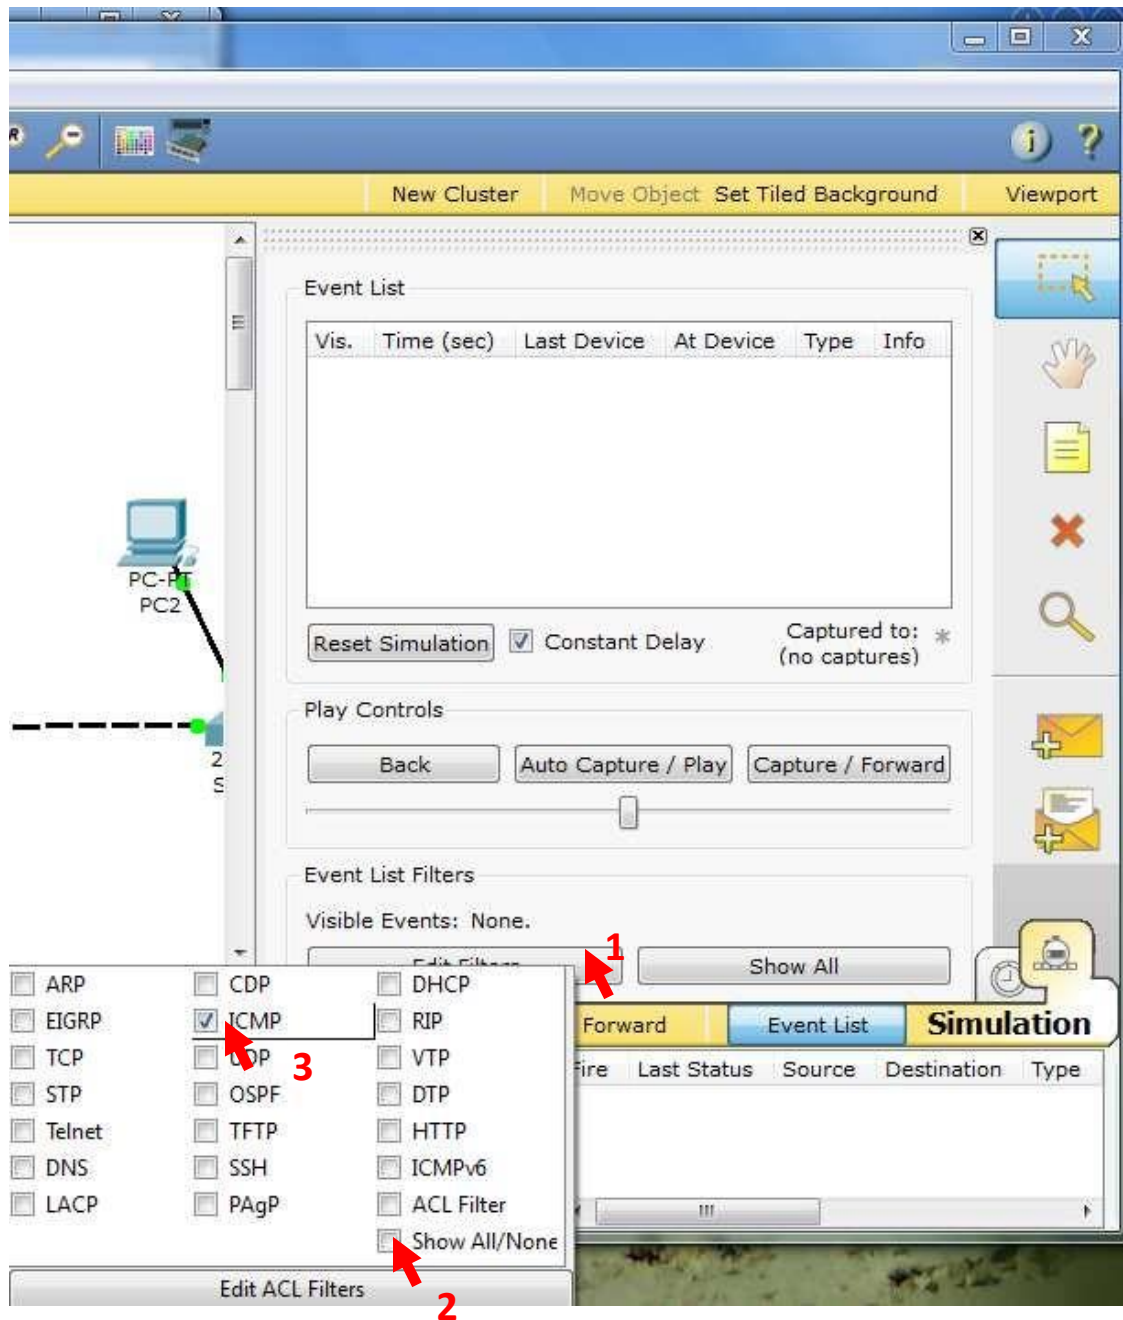 New Cluster Move Object Set Tiled Background Viewport
Event List
Vis. Time (sec) Last Device At Device Type Info
PC-PT
PC2
Reset Simulation Constant Delay Captured to: *
(no captures)
Play Controls
2
S
Back Auto Capture / Play Capture / Forward
Event List Filters
Visible Events: None.
1
Edit Filters Show All
ARP CDP DHCP
EIGRP ICMP RIP
Forward Event List Simulation
TCP UDP VTP
3
Fire Last Status Source Destination Type
STP OSPF DTP
Telnet TFTP HTTP
DNS SSH ICMPv6
LACP PAgP ACL Filter
Show All/None
Edit ACL Filters
2